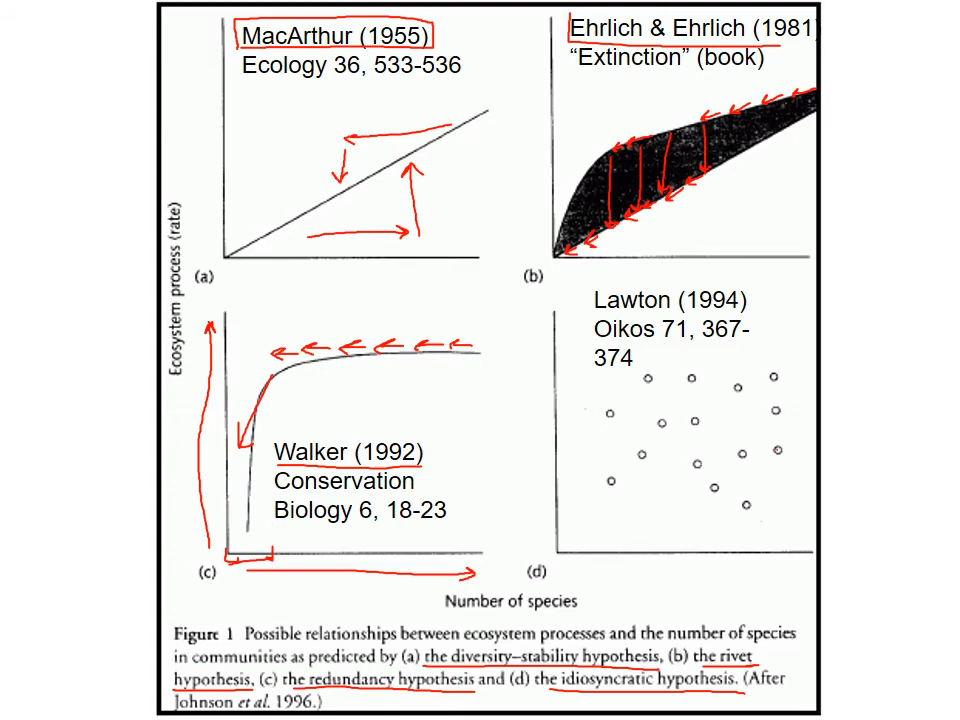 MacArthur (1955)
Ecology 36, 533-536
Ehrlich & Ehrlich (1981)
“Extinction” (book)
(a)
(b)
Ecosystem process (rate)
Lawton (1994)
Oikos 71, 367-
374
Walker (1992)
Conservation
Biology 6, 18-23
(c)
(d)
Number of species
Figure 1 Possible relationships between ecosystem processes and the number of species
in communities as predicted by (a) the diversity–stability hypothesis, (b) the rivet
hypothesis, (c) the redundancy hypothesis and (d) the idiosyncratic hypothesis. (After
Johnson et al. 1996.)